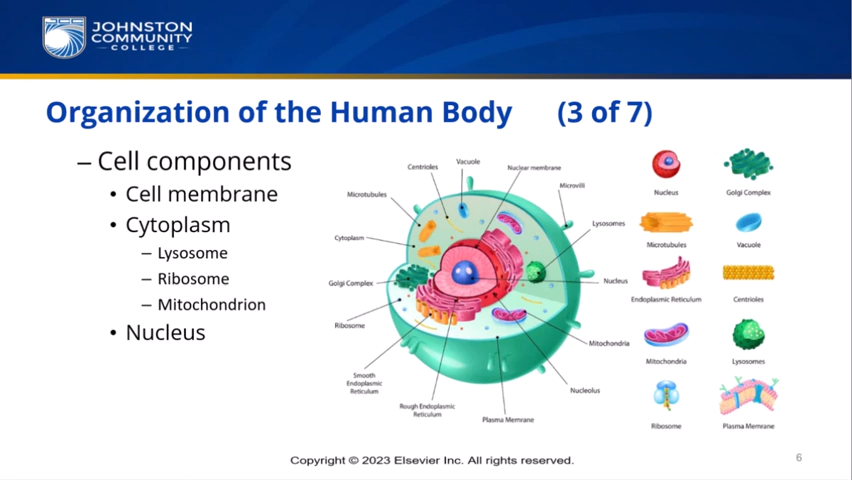 JOHNSTON
COMMUNITY
COLLEGE
Organization of the Human Body (3 of 7)
– Cell components
• Cell membrane
• Cytoplasm
– Lysosome
– Ribosome
– Mitochondrion
• Nucleus
Centrioles
Vacuole
Nuclear membrane
Microvilli
Microtubules
Lysosomes
Cytoplasm
Golgi Complex
Nucleus
Ribosome
Mitochondria
Smooth
Endoplasmic
Reticulum
Nucleolus
Rough Endoplasmic
Reticulum
Plasma Memrane
Nucleus
Golgi Complex
Microtubules
Vacuole
Endoplasmic Reticulum
Centrioles
Mitochondria
Lysosomes
Ribosome
Plasma Memrane
Copyright © 2023 Elsevier Inc. All rights reserved.
6